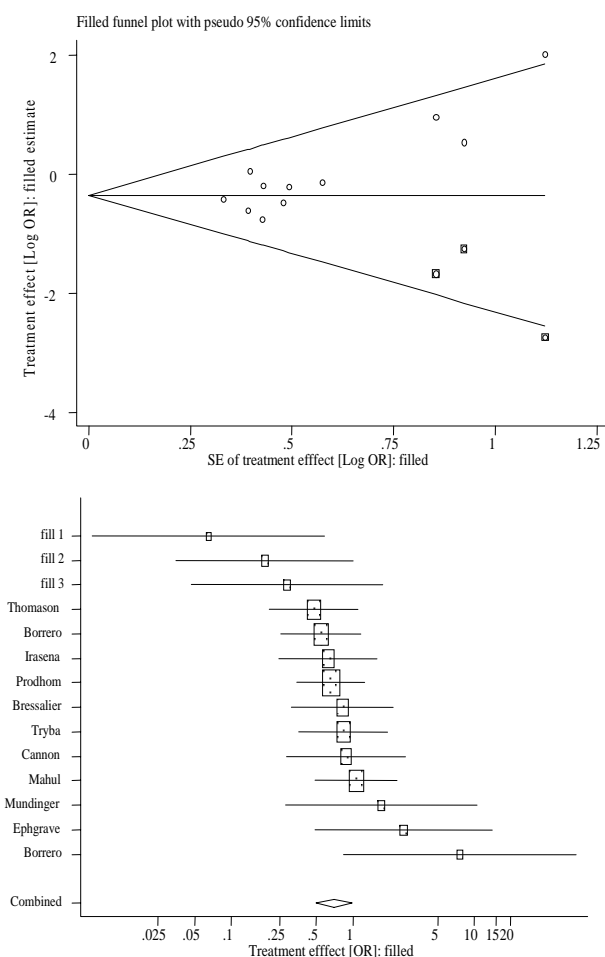 Filled funnel plot with pseudo 95% confidence limits
Treatment effect [Log OR]: filled estimate
2
0
-2
-4
0 .25 .5 .75 1 1.25
SE of treatment efffect [Log OR]: filled
fill 1
fill 2
fill 3
Thomason
Borrero
Irasena
Prodhom
Bressalier
Tryba
Cannon
Mahul
Mundinger
Ephgrave
Borrero
Combined
.025 .05 .1 .25 .5 1 5 10 15 20
Treatment efffect [OR]: filled